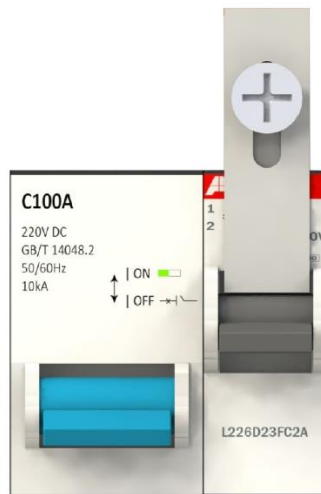 C100A
220V DC
GB/T 14048.2
50/60Hz
10kA
ON
OFF
1
2
L226D23FC2A